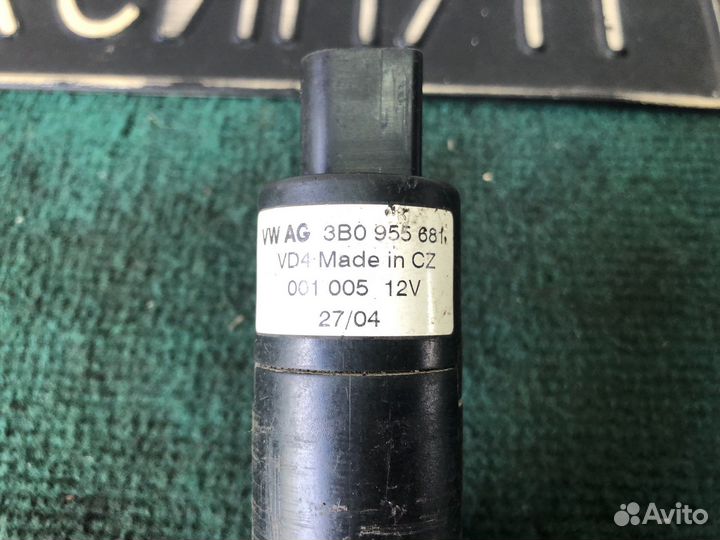 VW AG 3B0 955 681
VD4 Made in CZ
001 005 12V
27/04
Avito